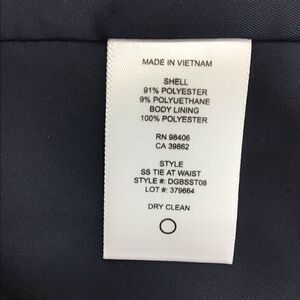 MADE IN VIETNAM
SHELL
91% POLYESTER
9% POLYUETHANE
BODY LINING
100% POLYESTER
RN 98406
CA 39862
STYLE
SS TIE AT WAIST
STYLE #: DGBSST08
LOT #: 379664
DRY CLEAN